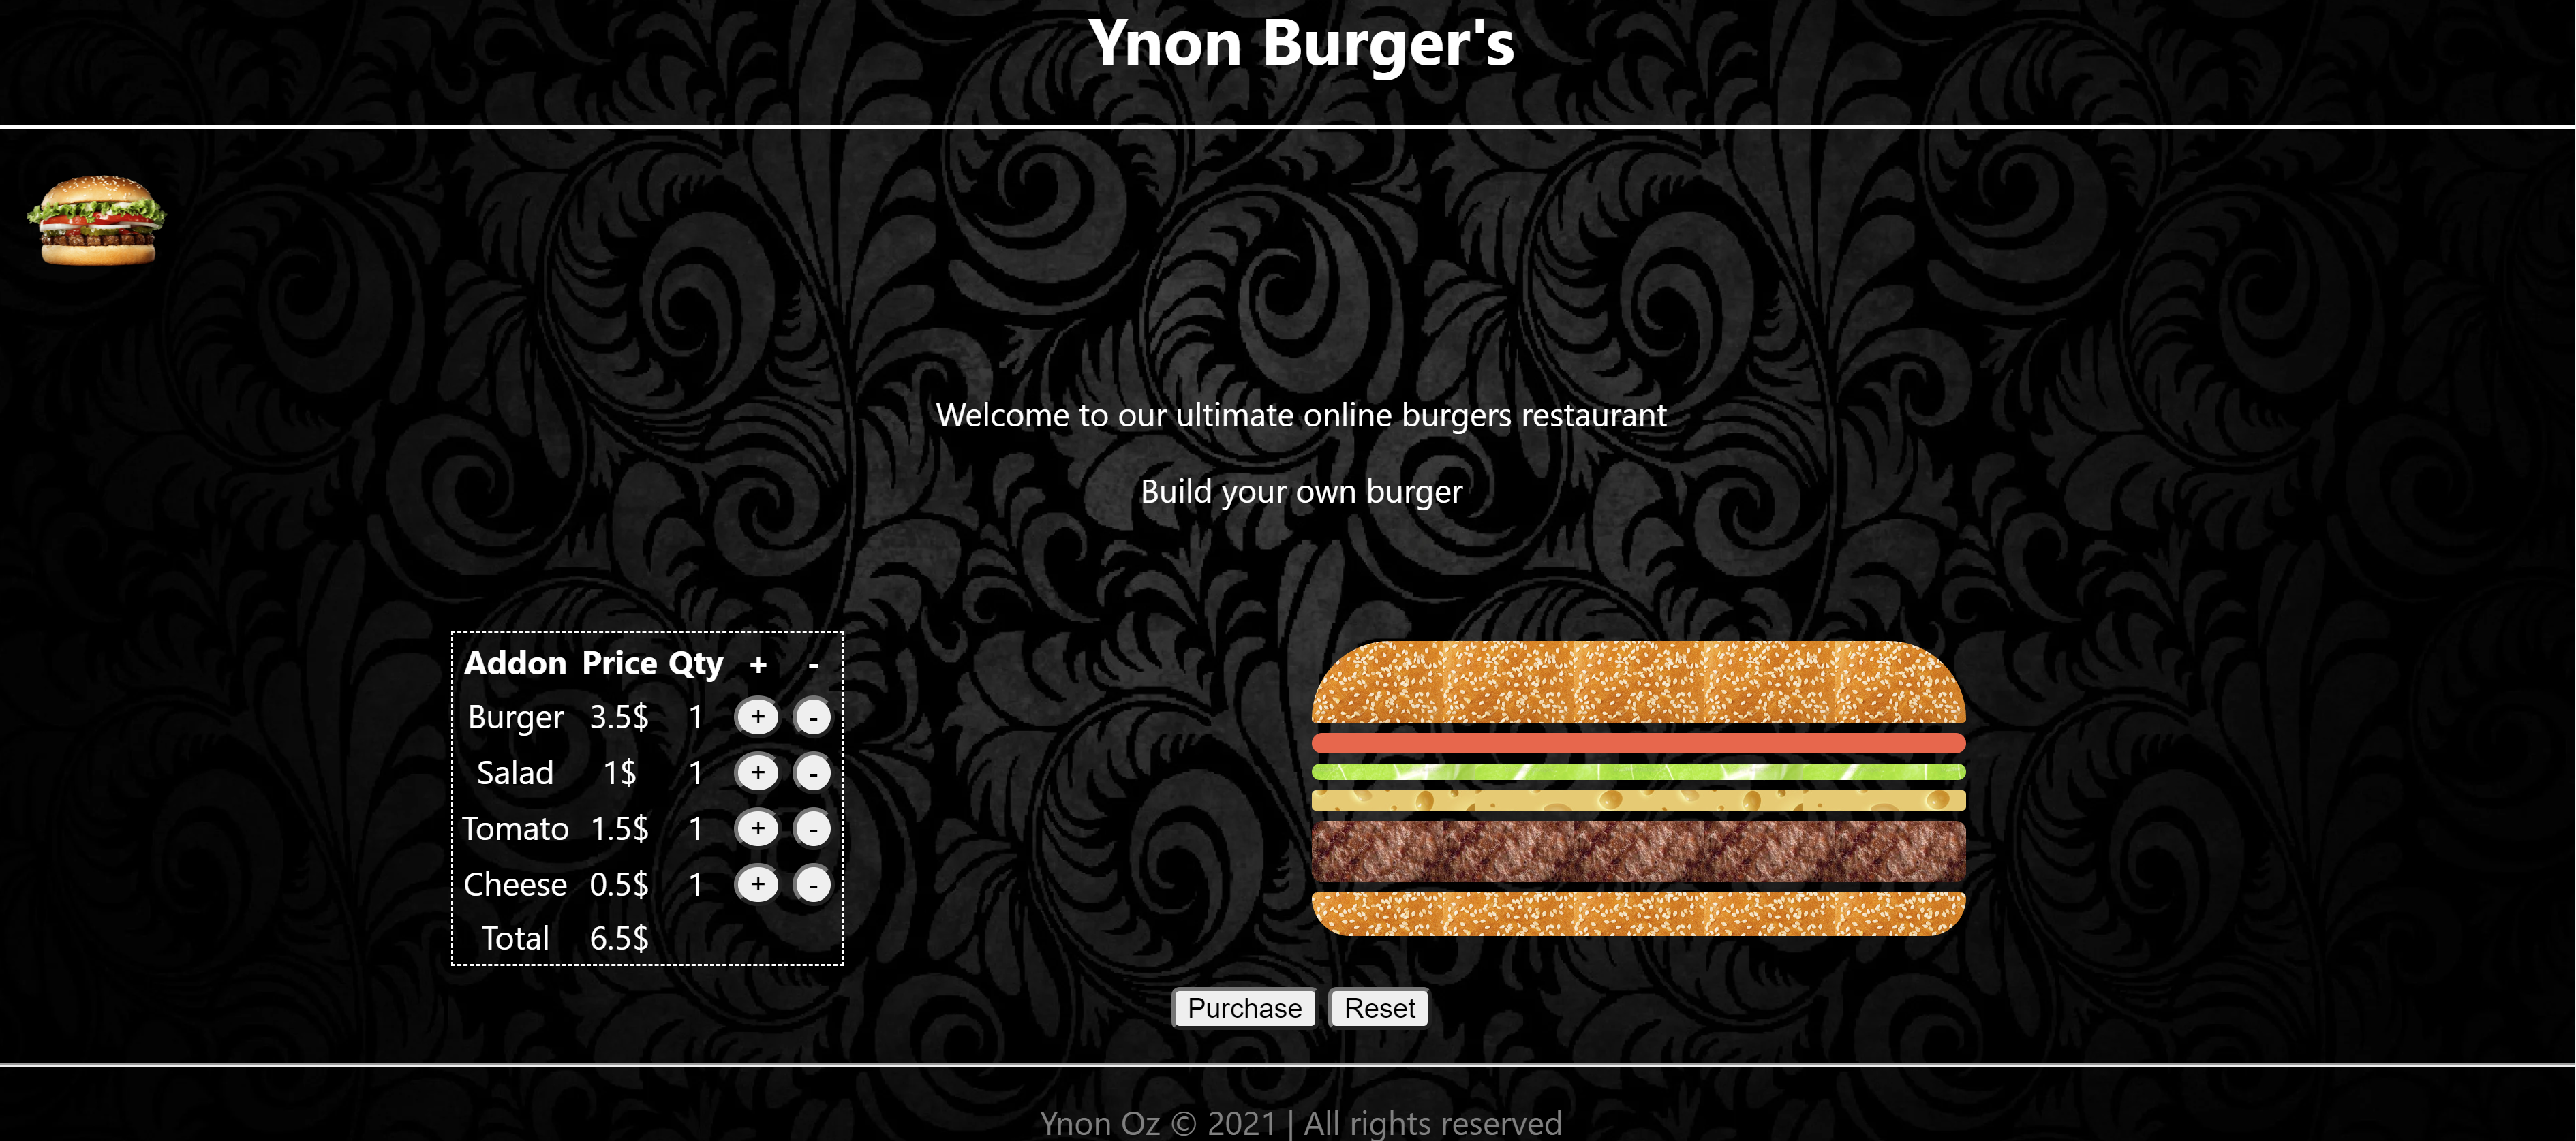 Ynon Burger's
Welcome to our ultimate online burgers restaurant
Build your own burger
Addon Price Qty + -
Burger 3.5$ 1 + -
Salad 1$ 1 + -
Tomato 1.5$ 1 + -
Cheese 0.5$ 1 + -
Total 6.5$
Purchase Reset
Ynon Oz © 2021 | All rights reserved